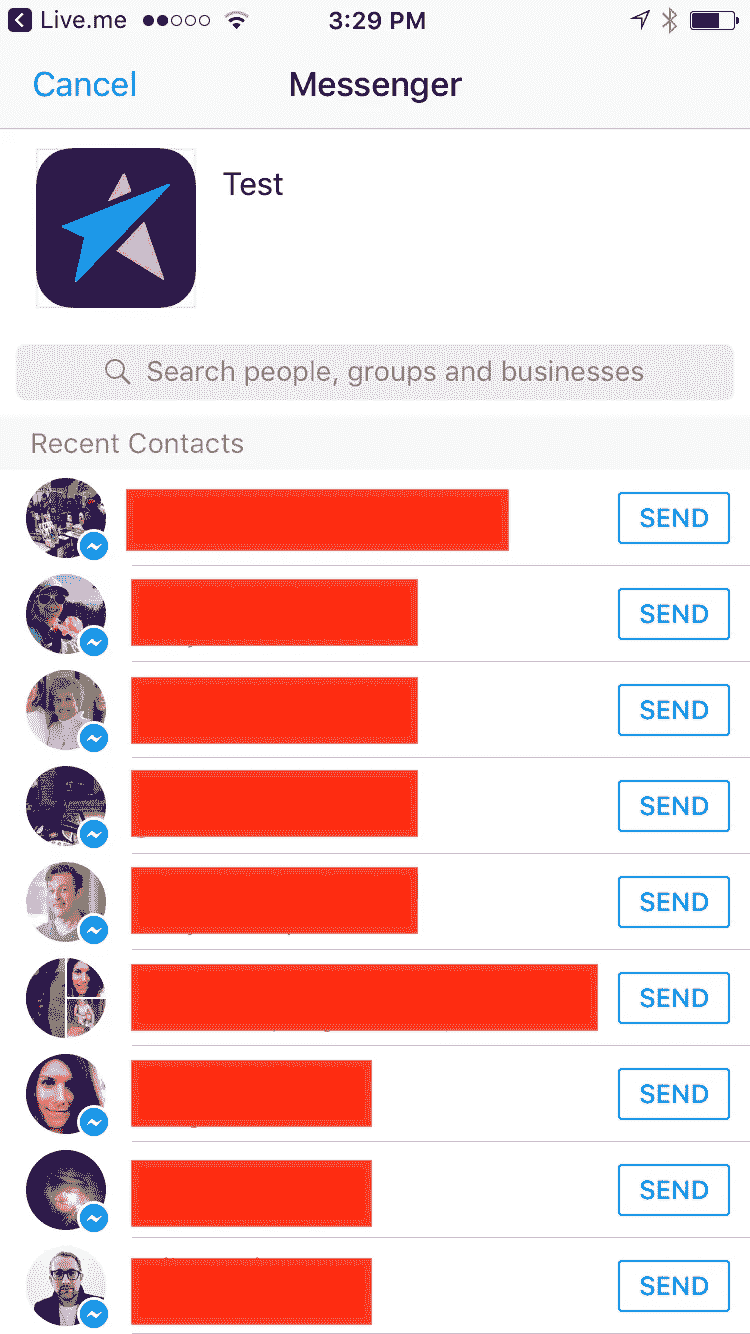 Live.me 3:29 PM
Cancel Messenger
Test
Search people, groups and businesses
Recent Contacts
SEND
SEND
SEND
SEND
SEND
SEND
SEND
SEND
SEND